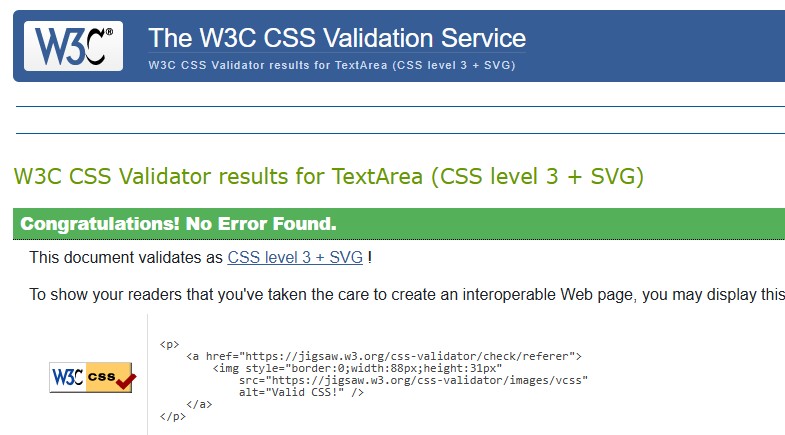 W3C®
The W3C CSS Validation Service
W3C CSS Validator results for TextArea (CSS level 3 + SVG)
W3C CSS Validator results for TextArea (CSS level 3 + SVG)
Congratulations! No Error Found.
This document validates as CSS level 3 + SVG !
To show your readers that you've taken the care to create an interoperable Web page, you may display this
W3C css
<p>
    <a href="https://jigsaw.w3.org/css-validator/check/referer">
        <img style="border:0;width:88px;height:31px"
            src="https://jigsaw.w3.org/css-validator/images/vcss"
            alt="Valid CSS!" />
    </a>
</p>